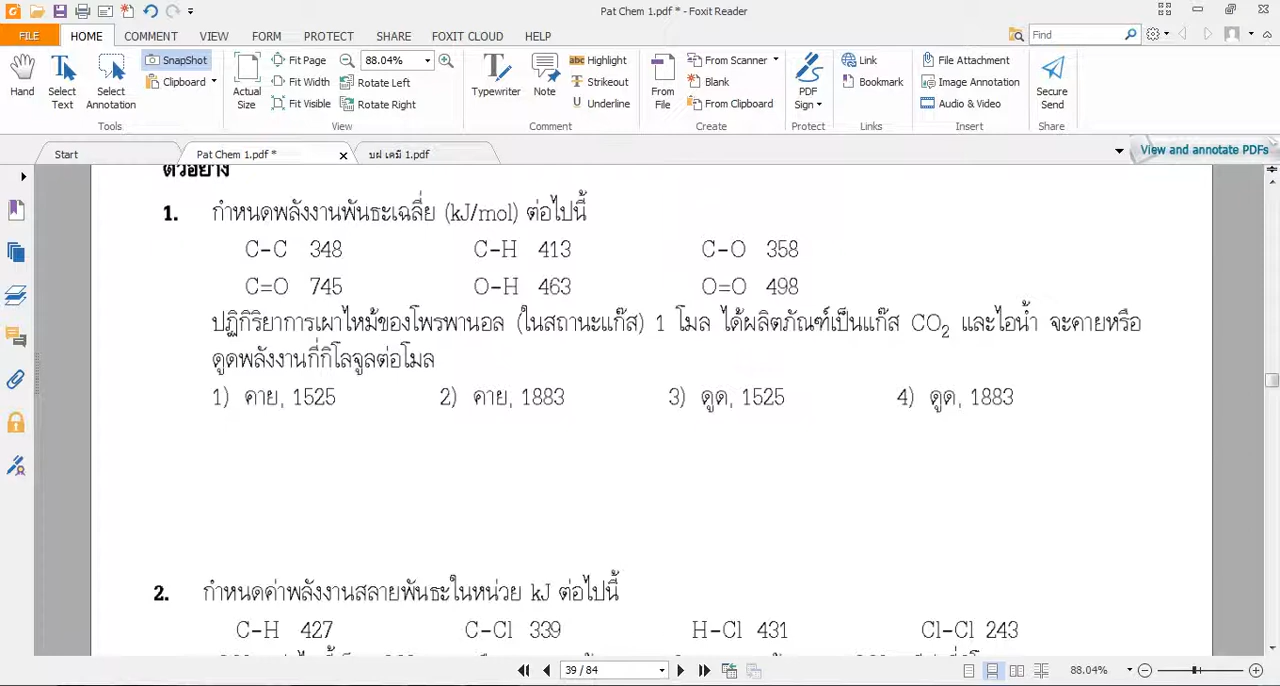 Pat Chem 1.pdf * - Foxit Reader
FILE HOME COMMENT VIEW FORM PROTECT SHARE FOXIT CLOUD HELP Find
Hand
Select Text
Select Annotation
SnapShot
Clipboard
Tools
Actual Size
Fit Page
Fit Width
Fit Visible
88.04%
Rotate Left
Rotate Right
View
Typewriter
Note
Highlight
Strikeout
Underline
Comment
From File
From Scanner
Blank
From Clipboard
Create
PDF Sign
Protect
Link
Bookmark
Links
File Attachment
Image Annotation
Audio & Video
Insert
Secure Send
Share
Start Pat Chem 1.pdf * บฝ เคมี 1.pdf View and annotate PDFs
ตัวอย่าง
1. กำหนดพลังงานพันธะเฉลี่ย (kJ/mol) ต่อไปนี้
C-C 348 C-H 413 C-O 358
C=O 745 O-H 463 O=O 498
ปฏิกิริยาการเผาไหม้ของโพรพานอล (ในสถานะแก๊ส) 1 โมล ได้ผลิตภัณฑ์เป็นแก๊ส CO2 และไอน้ำ จะคายหรือ
ดูดพลังงานกี่กิโลจูลต่อโมล
1) คาย, 1525 2) คาย, 1883 3) ดูด, 1525 4) ดูด, 1883
2. กำหนดค่าพลังงานสลายพันธะในหน่วย kJ ต่อไปนี้
C-H 427 C-Cl 339 H-Cl 431 Cl-Cl 243
39 / 84 88.04%